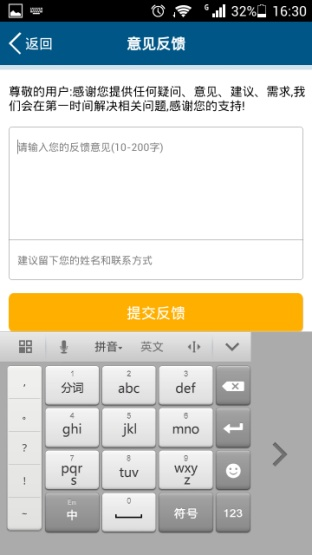 G 32% 16:30
返回 意见反馈
尊敬的用户:感谢您提供任何疑问、意见、建议、需求,我
们会在第一时间解决相关问题,感谢您的支持!
请输入您的反馈意见(10-200字)
建议留下您的姓名和联系方式
提交反馈
拼音 英文
, 1 分词 2 abc 3 def
。 4 ghi 5 jkl 6 mno
? 7 pqrs 8 tuv 9 wxyz
! En 中 0 符号 123
~